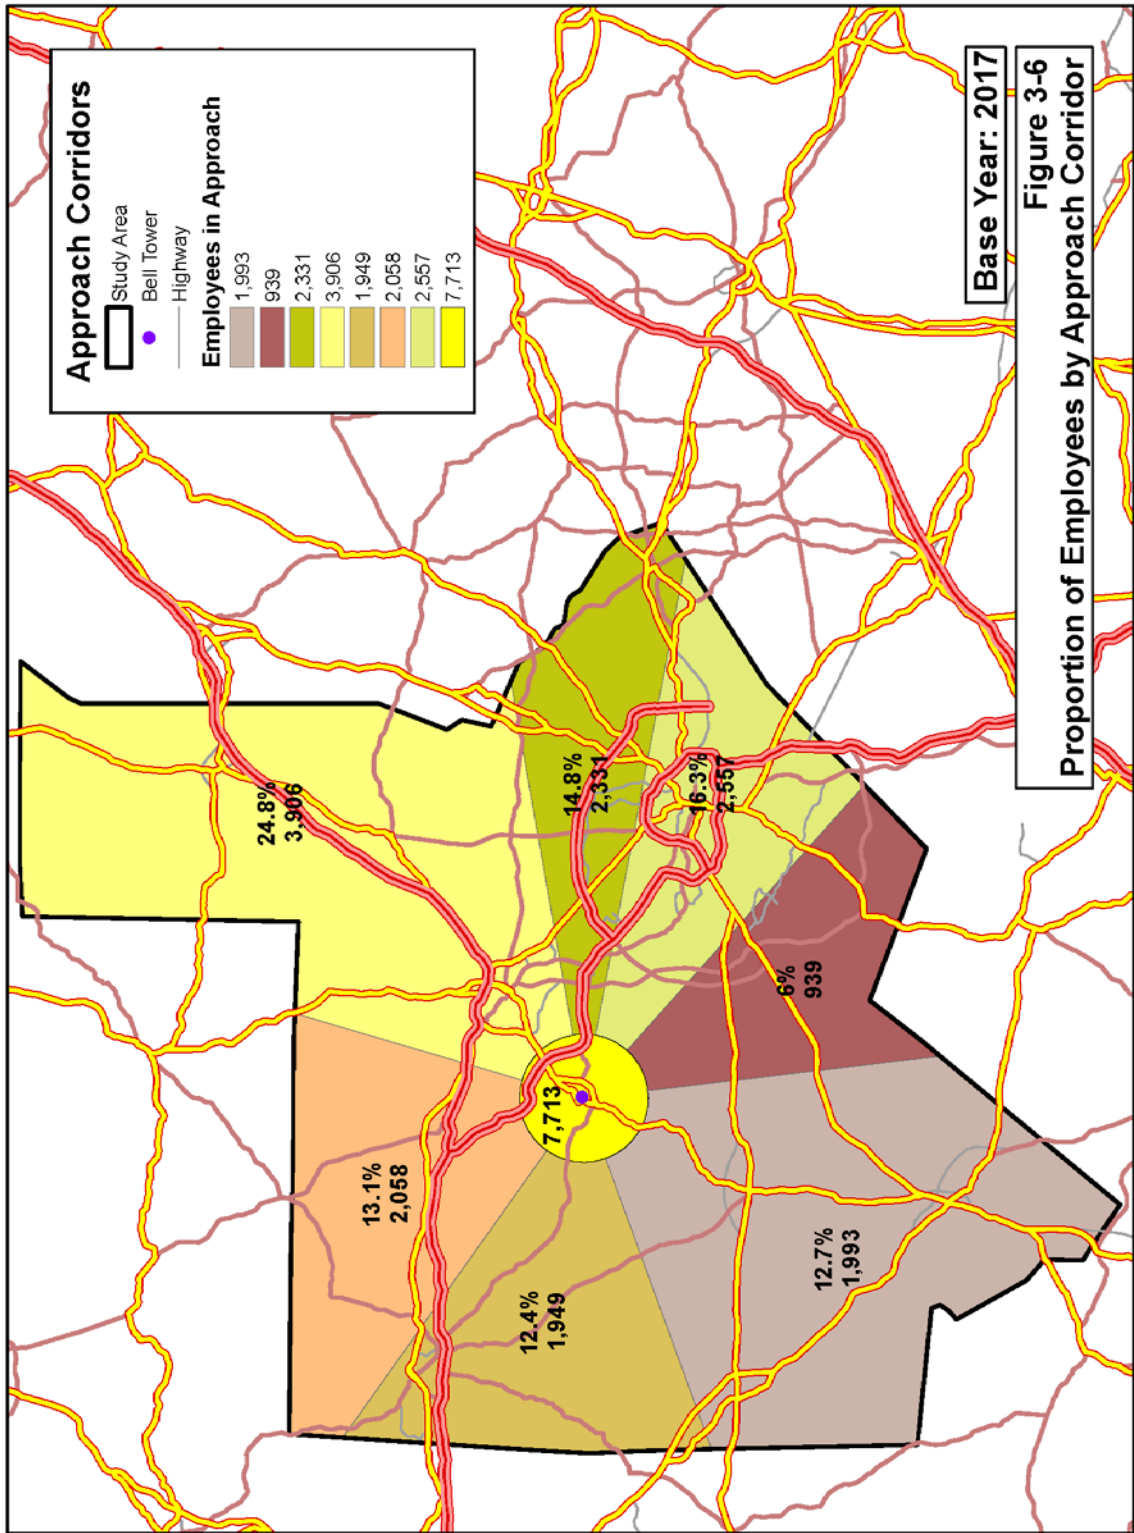 Approach Corridors
Study Area
Bell Tower
Highway
Employees in Approach
1,993
939
2,331
3,906
1,949
2,058
2,557
7,713
24.8%
3,906
14.8%
2,331
16.3%
2,557
6%
939
7,713
13.1%
2,058
12.4%
1,949
12.7%
1,993
Base Year: 2017
Figure 3-6
Proportion of Employees by Approach Corridor